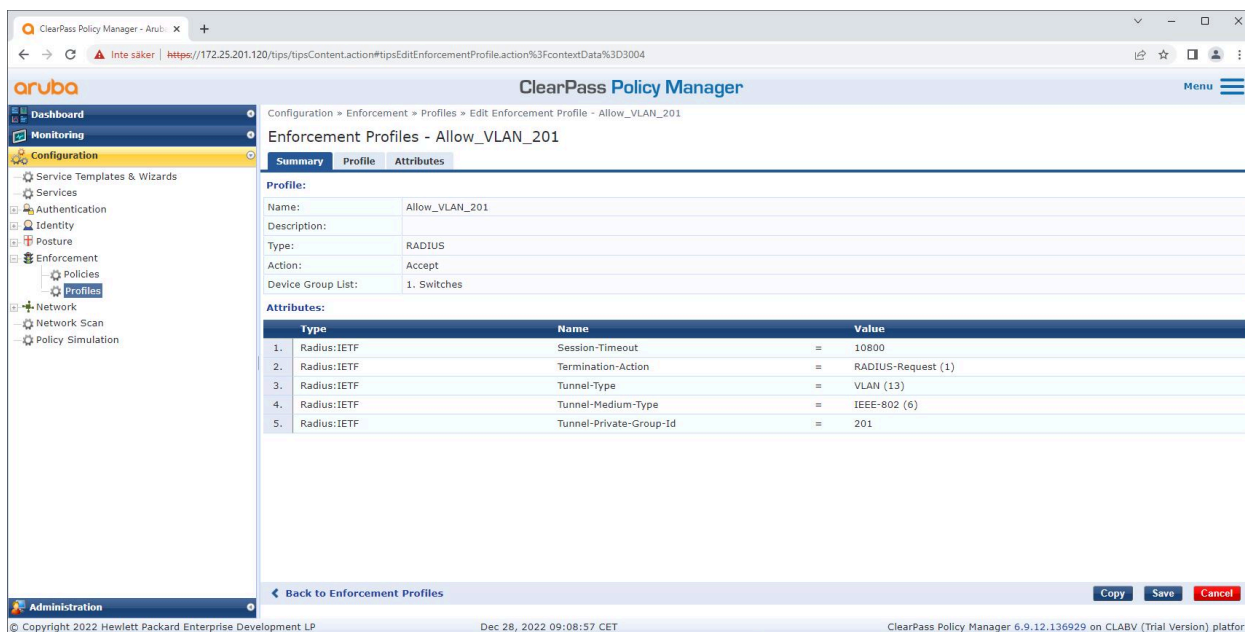 ClearPass Policy Manager - Arub
Inte säker | https://172.25.201.120/tips/tipsContent.action#tipsEditEnforcementProfile.action%3FcontextData%3D3004
aruba
ClearPass Policy Manager
Menu
Dashboard
Monitoring
Configuration
Service Templates & Wizards
Services
Authentication
Identity
Posture
Enforcement
Policies
Profiles
Network
Network Scan
Policy Simulation
Administration
Configuration » Enforcement » Profiles » Edit Enforcement Profile - Allow_VLAN_201
Enforcement Profiles - Allow_VLAN_201
Summary Profile Attributes
Profile:
Name: Allow_VLAN_201
Description:
Type: RADIUS
Action: Accept
Device Group List: 1. Switches
Attributes:
Type Name Value
1. Radius:IETF Session-Timeout = 10800
2. Radius:IETF Termination-Action = RADIUS-Request (1)
3. Radius:IETF Tunnel-Type = VLAN (13)
4. Radius:IETF Tunnel-Medium-Type = IEEE-802 (6)
5. Radius:IETF Tunnel-Private-Group-Id = 201
Back to Enforcement Profiles
Copy Save Cancel
© Copyright 2022 Hewlett Packard Enterprise Development LP Dec 28, 2022 09:08:57 CET ClearPass Policy Manager 6.9.12.136929 on CLABV (Trial Version) platfor